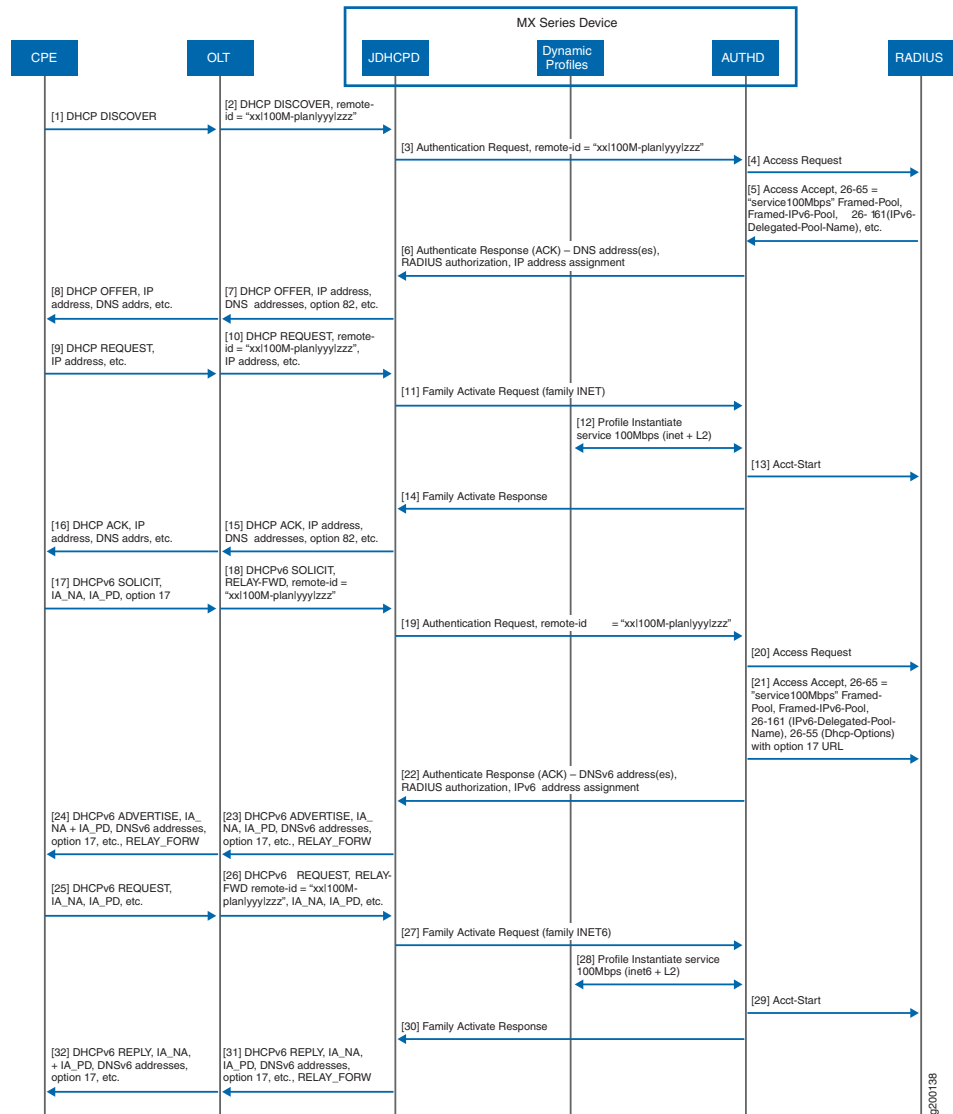 MX Series Device
CPE
OLT
JDHCPD
Dynamic
Profiles
AUTHD
RADIUS
[1] DHCP DISCOVER
[2] DHCP DISCOVER, remote-
id = “xx|100M-plan|yyy|zzz”
[3] Authentication Request, remote-id = “xx|100M-plan|yyy|zzz”
[4] Access Request
[5] Access Accept, 26-65 =
“service100Mbps” Framed-Pool,
Framed-IPv6-Pool, 26- 161(IPv6-
Delegated-Pool-Name), etc.
[6] Authenticate Response (ACK) – DNS address(es),
RADIUS authorization, IP address assignment
[8] DHCP OFFER, IP
address, DNS addrs, etc.
[7] DHCP OFFER, IP address,
DNS addresses, option 82, etc.
[9] DHCP REQUEST,
IP address, etc.
[10] DHCP REQUEST, remote-
id = “xx|100M-plan|yyy|zzz”,
IP address, etc.
[11] Family Activate Request (family INET)
[12] Profile Instantiate
service 100Mbps (inet + L2)
[13] Acct-Start
[14] Family Activate Response
[16] DHCP ACK, IP
address, DNS addrs, etc.
[15] DHCP ACK, IP address,
DNS addresses, option 82, etc.
[17] DHCPv6 SOLICIT,
IA_NA, IA_PD, option 17
[18] DHCPv6 SOLICIT,
RELAY-FWD, remote-id =
“xx|100M-plan|yyy|zzz”
[19] Authentication Request, remote-id = “xx|100M-plan|yyy|zzz”
[20] Access Request
[21] Access Accept, 26-65 =
”service100Mbps” Framed-
Pool, Framed-IPv6-Pool,
26-161 (IPv6-Delegated-Pool-
Name), 26-55 (Dhcp-Options)
with option 17 URL
[22] Authenticate Response (ACK) – DNSv6 address(es),
RADIUS authorization, IPv6 address assignment
[24] DHCPv6 ADVERTISE, IA_
NA + IA_PD, DNSv6 addresses,
option 17, etc., RELAY_FORW
[23] DHCPv6 ADVERTISE, IA_
NA, IA_PD, DNSv6 addresses,
option 17, etc., RELAY_FORW
[25] DHCPv6 REQUEST,
IA_NA, IA_PD, etc.
[26] DHCPv6 REQUEST, RELAY-
FWD remote-id = “xx|100M-
plan|yyy|zzz”, IA_NA, IA_PD, etc.
[27] Family Activate Request (family INET6)
[28] Profile Instantiate service
100Mbps (inet6 + L2)
[29] Acct-Start
[30] Family Activate Response
[32] DHCPv6 REPLY, IA_NA,
+ IA_PD, DNSv6 addresses,
option 17, etc.
[31] DHCPv6 REPLY, IA_NA,
IA_PD, DNSv6 addresses,
option 17, etc., RELAY_FORW
g200138